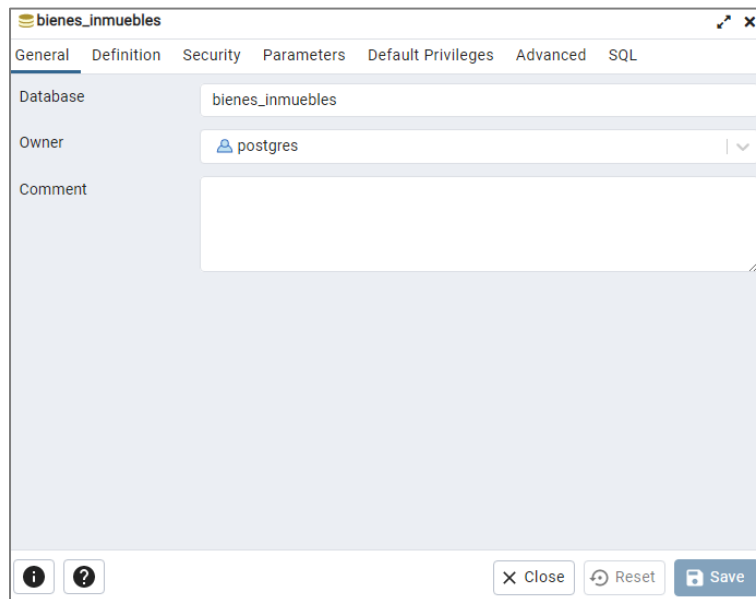 bienes_inmuebles
General Definition Security Parameters Default Privileges Advanced SQL
Database bienes_inmuebles
Owner postgres
Comment
Close Reset Save